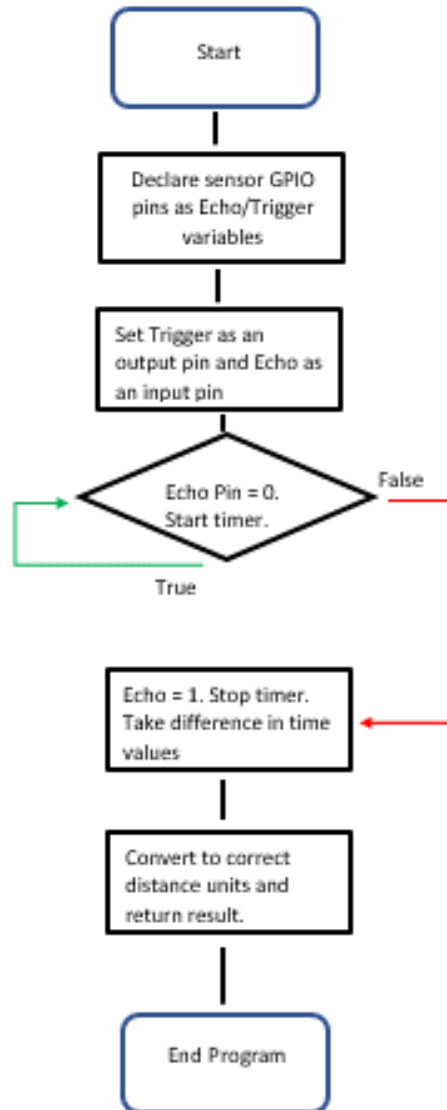 Start
Declare sensor GPIO
pins as Echo/Trigger
variables
Set Trigger as an
output pin and Echo as
an input pin
Echo Pin = 0.
Start timer.
False
True
Echo = 1. Stop timer.
Take difference in time
values
Convert to correct
distance units and
return result.
End Program